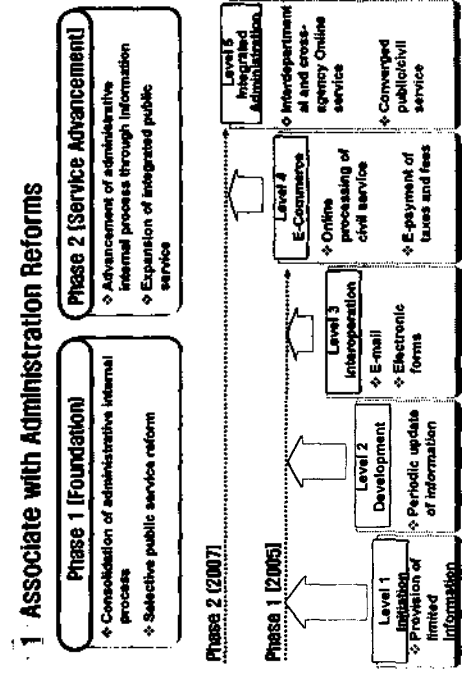 1 Associate with Administration Reforms
Phase 1 [Foundation]
❖ Consolidation of administrative internal
process
❖ Selective public service reform
Phase 2 [Service Advancement]
❖ Advancement of administrative
internal process through Information
❖ Expansion of integrated public
service
Phase 2 [2007]
Phase 1 [2005]
Level 1
Initiation
❖ Provision of
limited
Information
Level 2
Development
❖ Periodic update
of information
Level 3
Interoperation
❖ E-mail
❖ Electronic
forms
Level 4
E-Commerce
❖ Online
processing of
civil service
❖ E-payment of
taxes and fees
Level 5
Integrated
Administration
❖ Interdepartment
al and cross-
agency Online
service
❖ Converged
public/civil
service